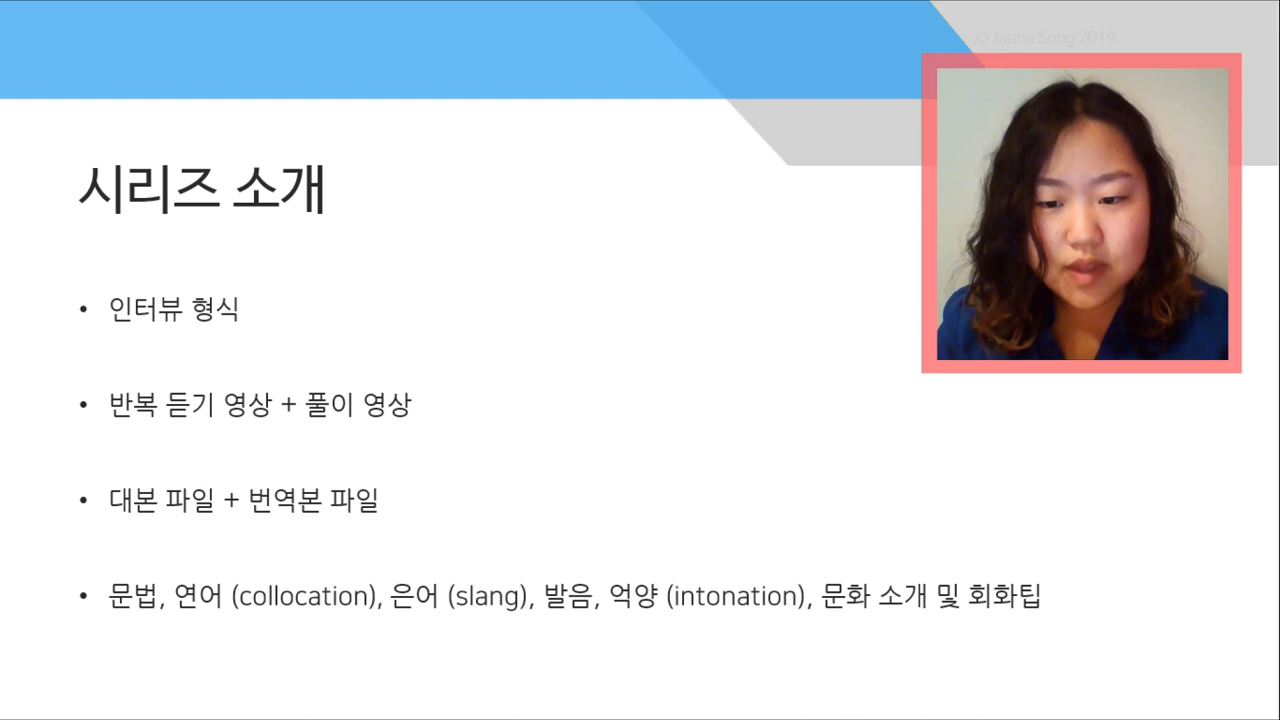 © Janne Song 2019
시리즈 소개
• 인터뷰 형식
• 반복 듣기 영상 + 풀이 영상
• 대본 파일 + 번역본 파일
• 문법, 연어 (collocation), 은어 (slang), 발음, 억양 (intonation), 문화 소개 및 회화팁